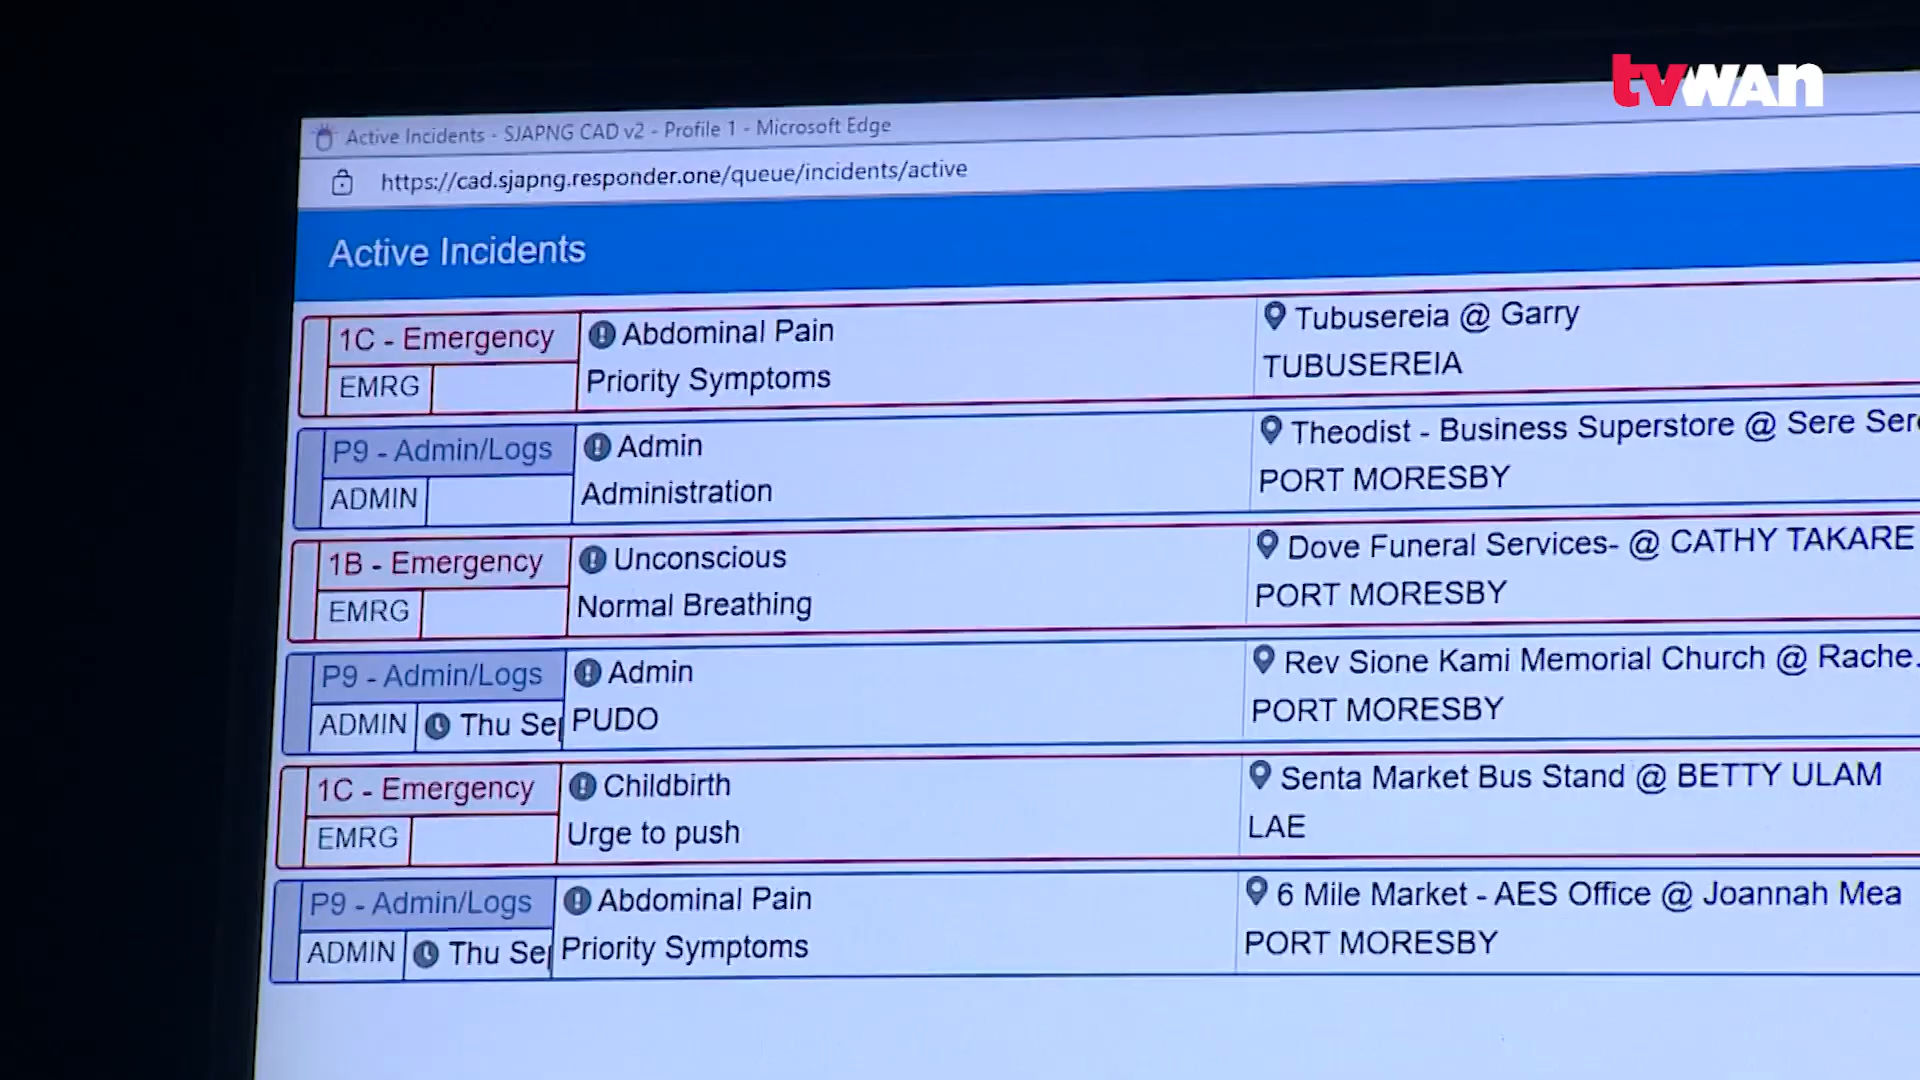 tvwan
Active Incidents - SJAPNG CAD v2 - Profile 1 - Microsoft Edge
https://cad.sjapng.responder.one/queue/incidents/active
Active Incidents
1C - Emergency
EMRG
Abdominal Pain
Priority Symptoms
Tubusereia @ Garry
TUBUSEREIA
P9 - Admin/Logs
ADMIN
Admin
Administration
Theodist - Business Superstore @ Sere
PORT MORESBY
1B - Emergency
EMRG
Unconscious
Normal Breathing
Dove Funeral Services- @ CATHY TAKARE
PORT MORESBY
P9 - Admin/Logs
ADMIN Thu
Admin
PUDO
Rev Sione Kami Memorial Church @ Rache.
PORT MORESBY
1C - Emergency
EMRG
Childbirth
Urge to push
Senta Market Bus Stand @ BETTY ULAM
LAE
P9 - Admin/Logs
ADMIN Thu
Abdominal Pain
Priority Symptoms
6 Mile Market - AES Office @ Joannah Mea
PORT MORESBY